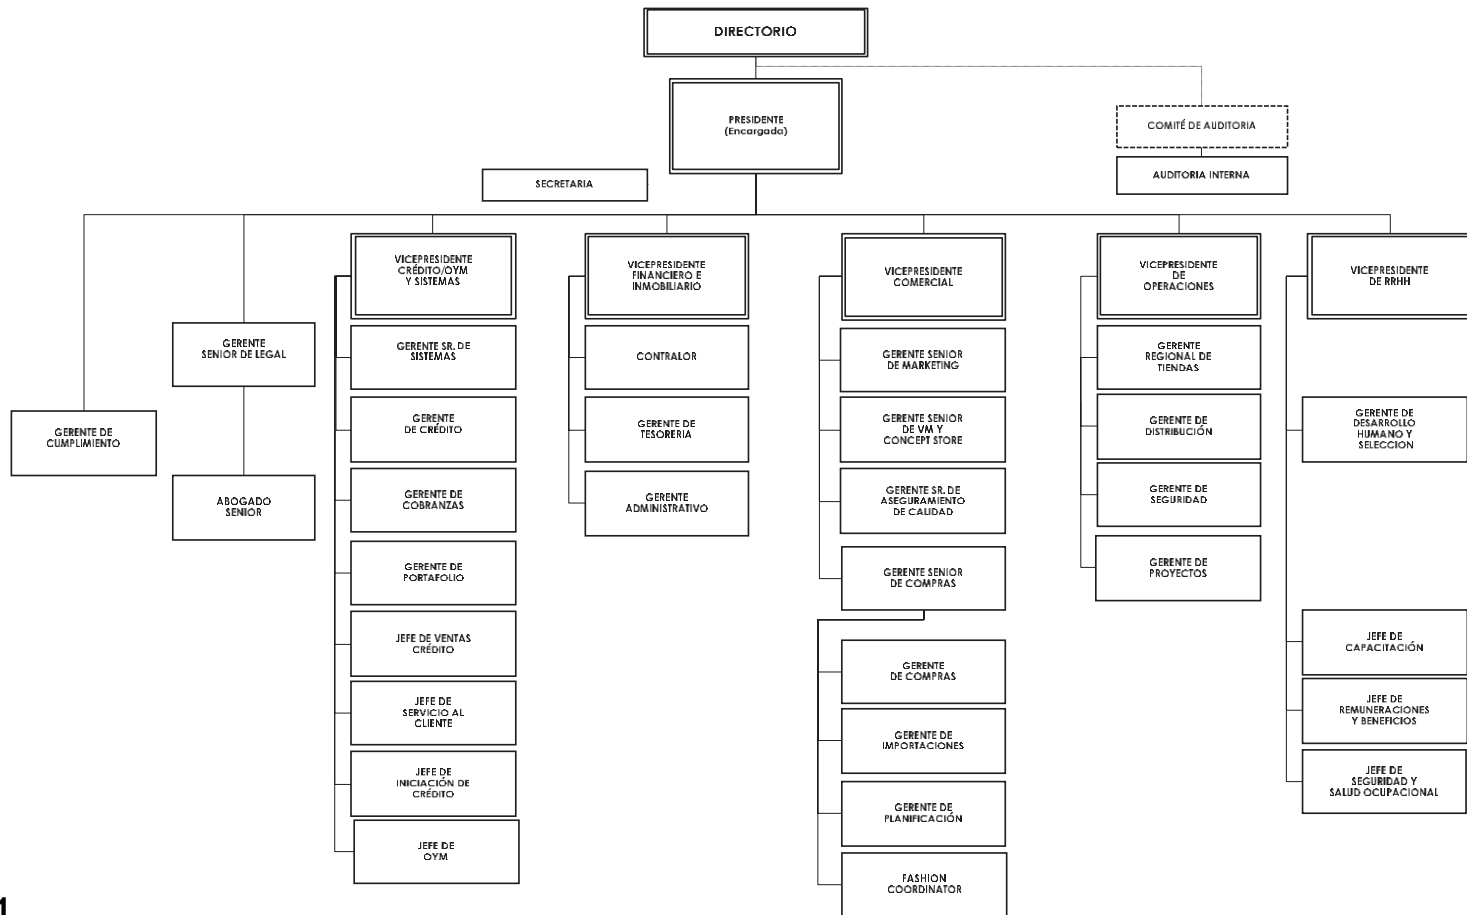 DIRECTORIO
PRESIDENTE
(Encargada)
COMITÉ DE AUDITORIA
AUDITORIA INTERNA
SECRETARIA
VICEPRESIDENTE
CRÉDITO/OYM
Y SISTEMAS
VICEPRESIDENTE
FINANCIERO E
INMOBILIARIO
VICEPRESIDENTE
COMERCIAL
VICEPRESIDENTE
DE
OPERACIONES
VICEPRESIDENTE
DE RRHH
GERENTE
SENIOR DE LEGAL
GERENTE DE
CUMPLIMIENTO
ABOGADO
SENIOR
GERENTE SR. DE
SISTEMAS
GERENTE
DE CRÉDITO
GERENTE DE
COBRANZAS
GERENTE DE
PORTAFOLIO
JEFE DE VENTAS
CRÉDITO
JEFE DE
SERVICIO AL
CLIENTE
JEFE DE
INICIACIÓN DE
CRÉDITO
JEFE DE
OYM
CONTRALOR
GERENTE DE
TESORERIA
GERENTE
ADMINISTRATIVO
GERENTE SENIOR
DE MARKETING
GERENTE SENIOR
DE VM Y
CONCEPT STORE
GERENTE SR. DE
ASEGURAMIENTO
DE CALIDAD
GERENTE SENIOR
DE COMPRAS
GERENTE
DE COMPRAS
GERENTE DE
IMPORTACIONES
GERENTE DE
PLANIFICACIÓN
FASHION
COORDINATOR
GERENTE
REGIONAL DE
TIENDAS
GERENTE DE
DISTRIBUCIÓN
GERENTE DE
SEGURIDAD
GERENTE DE
PROYECTOS
GERENTE DE
DESARROLLO
HUMANO Y
SELECCION
JEFE DE
CAPACITACIÓN
JEFE DE
REMUNERACIONES
Y BENEFICIOS
JEFE DE
SEGURIDAD Y
SALUD OCUPACIONAL
1